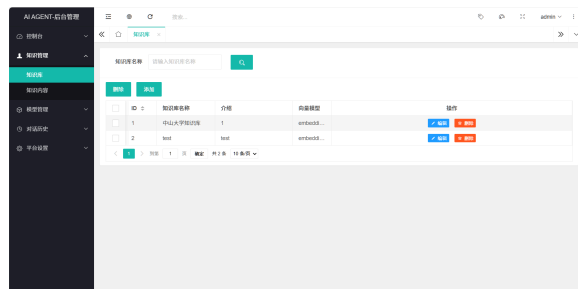 AI AGENT-后台管理
搜索...
admin
控制台
知识库
知识管理
知识库名称 请输入知识库名称
知识库
知识内容
删除 添加
ID 知识库名称 介绍 向量模型 操作
模型管理
1 中山大学知识库 1 embeddi... 编辑 删除
对话历史
2 test test embeddi... 编辑 删除
平台设置
1 到第 1 页 确定 共 2 条 10 条/页